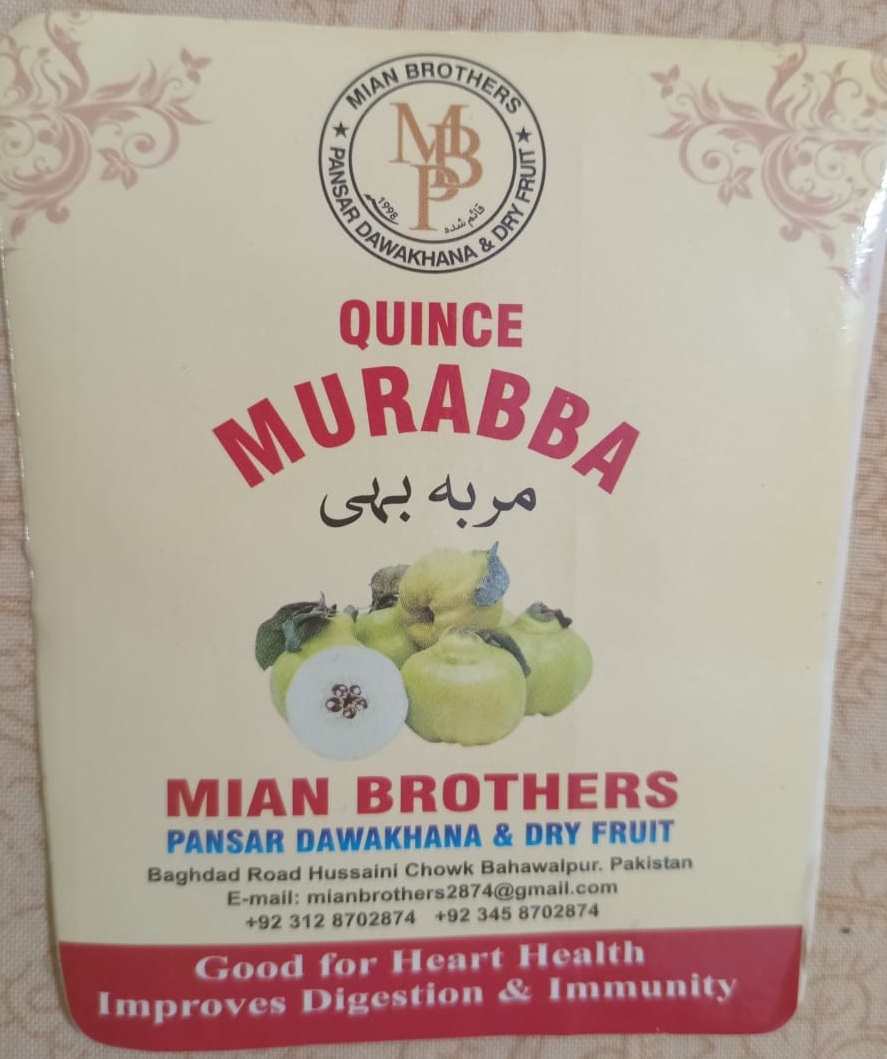 MIAN BROTHERS
MBP
1998 قائم شدہ
PANSAR DAWAKHANA & DRY FRUIT
QUINCE
MURABBA
مربہ بہی
MIAN BROTHERS
PANSAR DAWAKHANA & DRY FRUIT
Baghdad Road Hussaini Chowk Bahawalpur. Pakistan
E-mail: mianbrothers2874@gmail.com
+92 312 8702874 +92 345 8702874
Good for Heart Health
Improves Digestion & Immunity